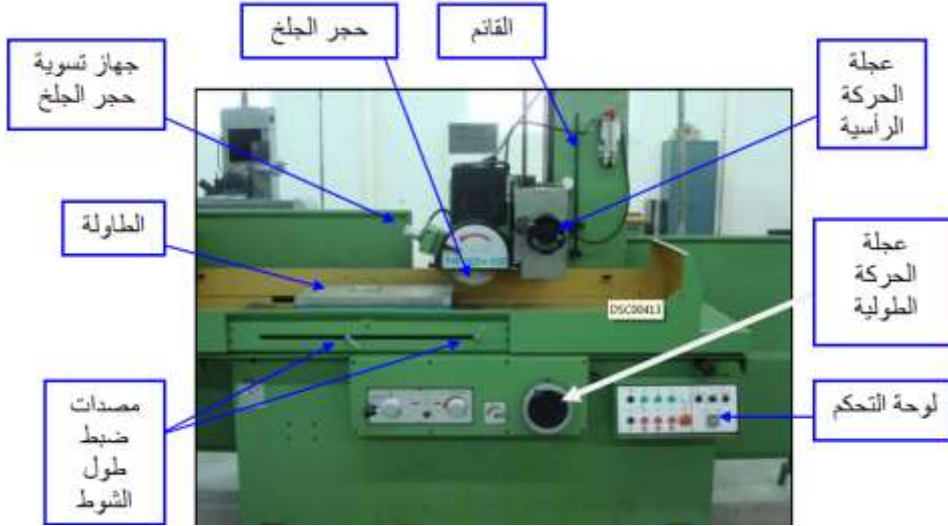 حجر الجلخ
القائم
عجلة
الحركة
الرأسية
جهاز تسوية
حجر الجلخ
الطاولة
عجلة
الحركة
الطولية
DSC00413
مصدات
ضبط
طول
الشوط
لوحة التحكم